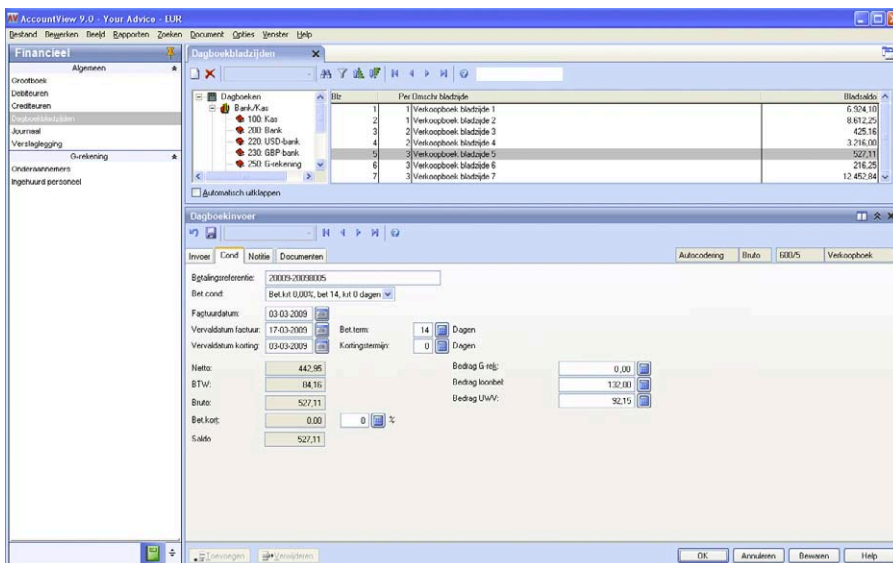 AccountView 9.0 - Your Advice - EUR
Bestand Bewerken Beeld Rapporten Zoeken Document Opties Venster Help
Financieel
Algemeen
Grootboek
Debiteuren
Crediteuren
Dagboekbladzijden
Journaal
Verslaglegging
G-rekening
Onderaannemers
Ingehuurd personeel
Dagboekbladzijden
Dagboeken
Bank/Kas
100: Kas
200: Bank
220: USD-bank
230: GBP-bank
250: G-rekening
Blz Per Omschr bladzijde Bladsaldo
1 1 Verkoopboek bladzijde 1 6.924,10
2 1 Verkoopboek bladzijde 2 8.612,25
3 2 Verkoopboek bladzijde 3 425,16
4 2 Verkoopboek bladzijde 4 3.216,00
5 3 Verkoopboek bladzijde 5 527,11
6 3 Verkoopboek bladzijde 6 216,25
7 3 Verkoopboek bladzijde 7 12.452,84
Automatisch uitklappen
Dagboekinvoer
Invoer Cond Notitie Documenten
Autocodering Bruto 600/5 Verkoopboek
Betalingsreferentie: 20009-20098005
Bet.cond: Bet.krt 0,00%, bet 14, krt 0 dagen
Factuurdatum: 03-03-2009
Vervaldatum factuur: 17-03-2009 Bet.term: 14 Dagen
Vervaldatum korting: 03-03-2009 Kortingstermijn: 0 Dagen
Netto: 442,95 Bedrag G-rek: 0,00
BTW: 84,16 Bedrag loonbel: 132,00
Bruto: 527,11 Bedrag UWV: 92,15
Bet.kort: 0,00 0 %
Saldo 527,11
Toevoegen Verwijderen
OK Annuleren Bewaren Help